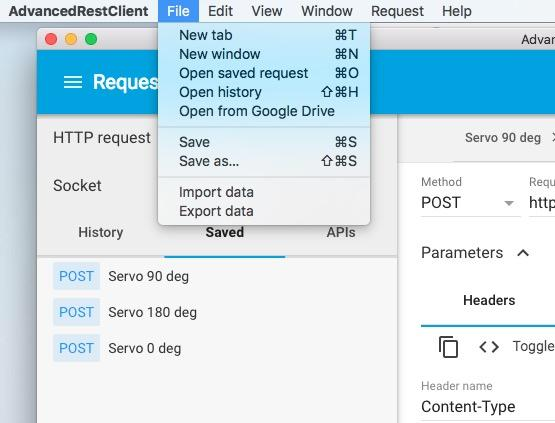 AdvancedRestClient File Edit View Window Request Help
New tab ⌘T
New window ⌘N
Open saved request ⌘O
Open history ⇧⌘H
Open from Google Drive
Save ⌘S
Save as... ⇧⌘S
Import data
Export data
Advar
Reques
HTTP request
Socket
History Saved APIs
POST Servo 90 deg
POST Servo 180 deg
POST Servo 0 deg
Servo 90 deg
Method Requ
POST http
Parameters
Headers
Toggle
Header name
Content-Type